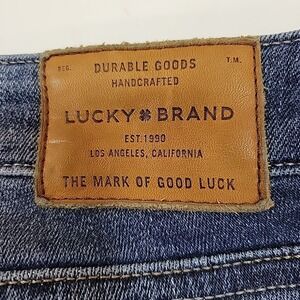 REG. DURABLE GOODS T.M.
HANDCRAFTED
LUCKY BRAND
EST. 1990
LOS ANGELES, CALIFORNIA
THE MARK OF GOOD LUCK